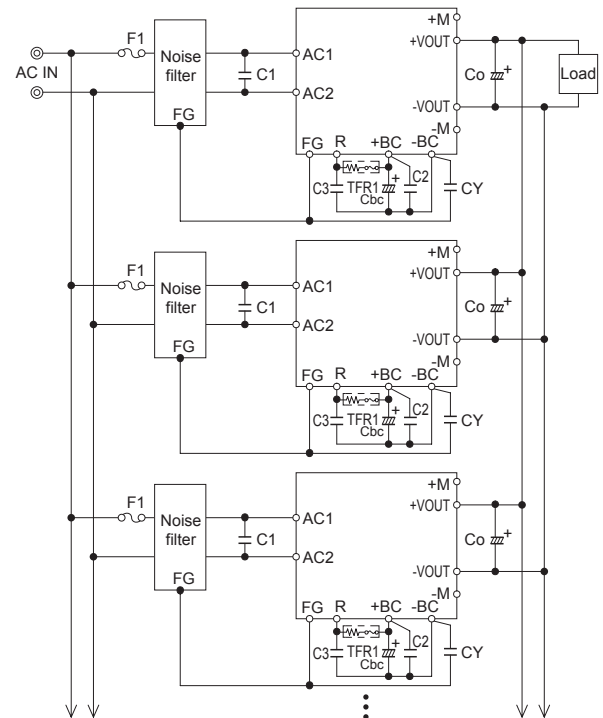 +M
F1
Noise
filter
AC IN
C1
AC1
AC2
+VOUT
Co
+
Load
-VOUT
-M
FG
FG
R
+BC
-BC
C3
TFR1
+
C2
Cbc
CY
+M
F1
Noise
filter
C1
AC1
AC2
+VOUT
Co
+
-VOUT
-M
FG
FG
R
+BC
-BC
C3
TFR1
+
C2
Cbc
CY
+M
F1
Noise
filter
C1
AC1
AC2
+VOUT
Co
+
-VOUT
-M
FG
FG
R
+BC
-BC
C3
TFR1
+
C2
Cbc
CY